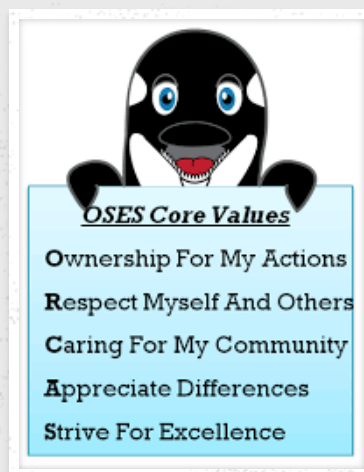 OSES Core Values
Ownership For My Actions
Respect Myself And Others
Caring For My Community
Appreciate Differences
Strive For Excellence